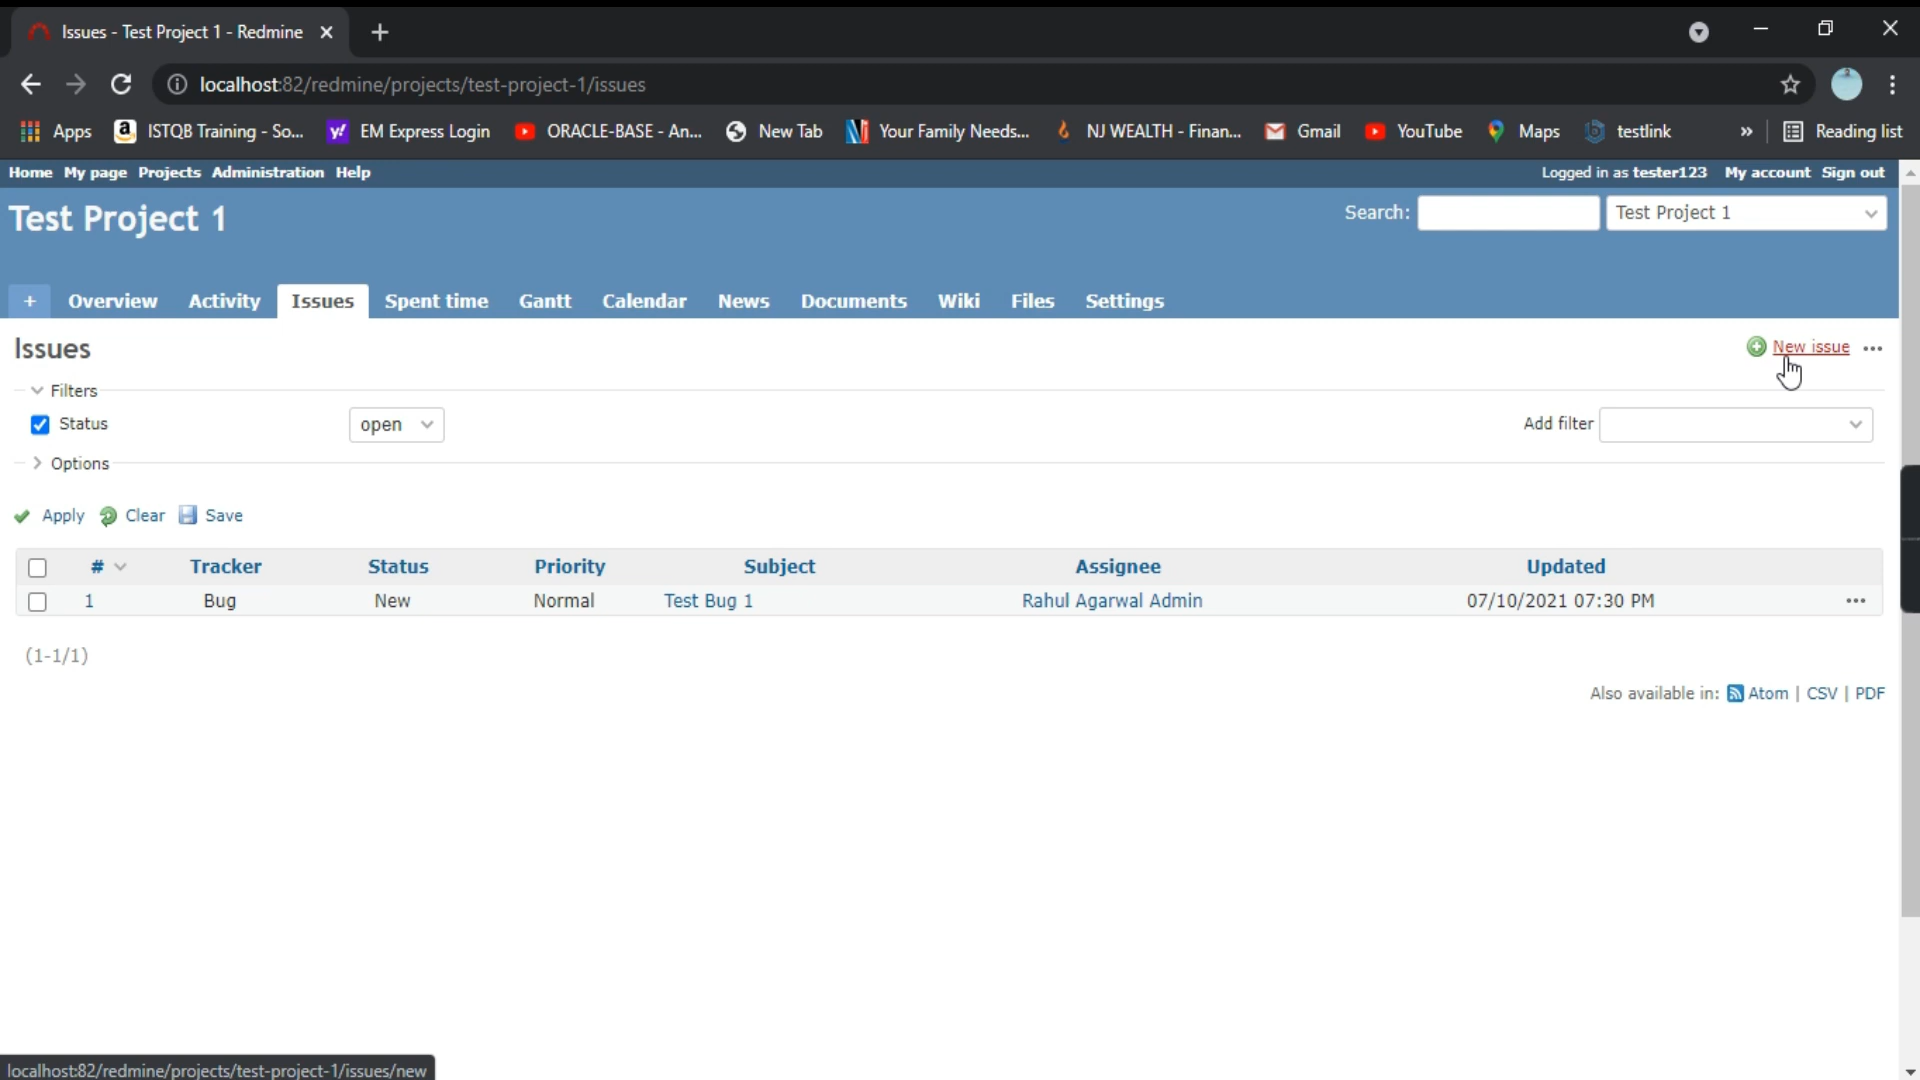 Issues - Test Project 1 - Redmine
localhost:82/redmine/projects/test-project-1/issues
Apps ISTQB Training - So... EM Express Login ORACLE-BASE - An... New Tab Your Family Needs... NJ WEALTH - Finan... Gmail YouTube Maps testlink » Reading list
Home My page Projects Administration Help Logged in as tester123 My account Sign out
Test Project 1 Search: Test Project 1
+ Overview Activity Issues Spent time Gantt Calendar News Documents Wiki Files Settings
Issues New issue ...
Filters
Status open Add filter
Options
Apply Clear Save
# Tracker Status Priority Subject Assignee Updated
1 Bug New Normal Test Bug 1 Rahul Agarwal Admin 07/10/2021 07:30 PM ...
(1-1/1)
Also available in: Atom | CSV | PDF
localhost:82/redmine/projects/test-project-1/issues/new